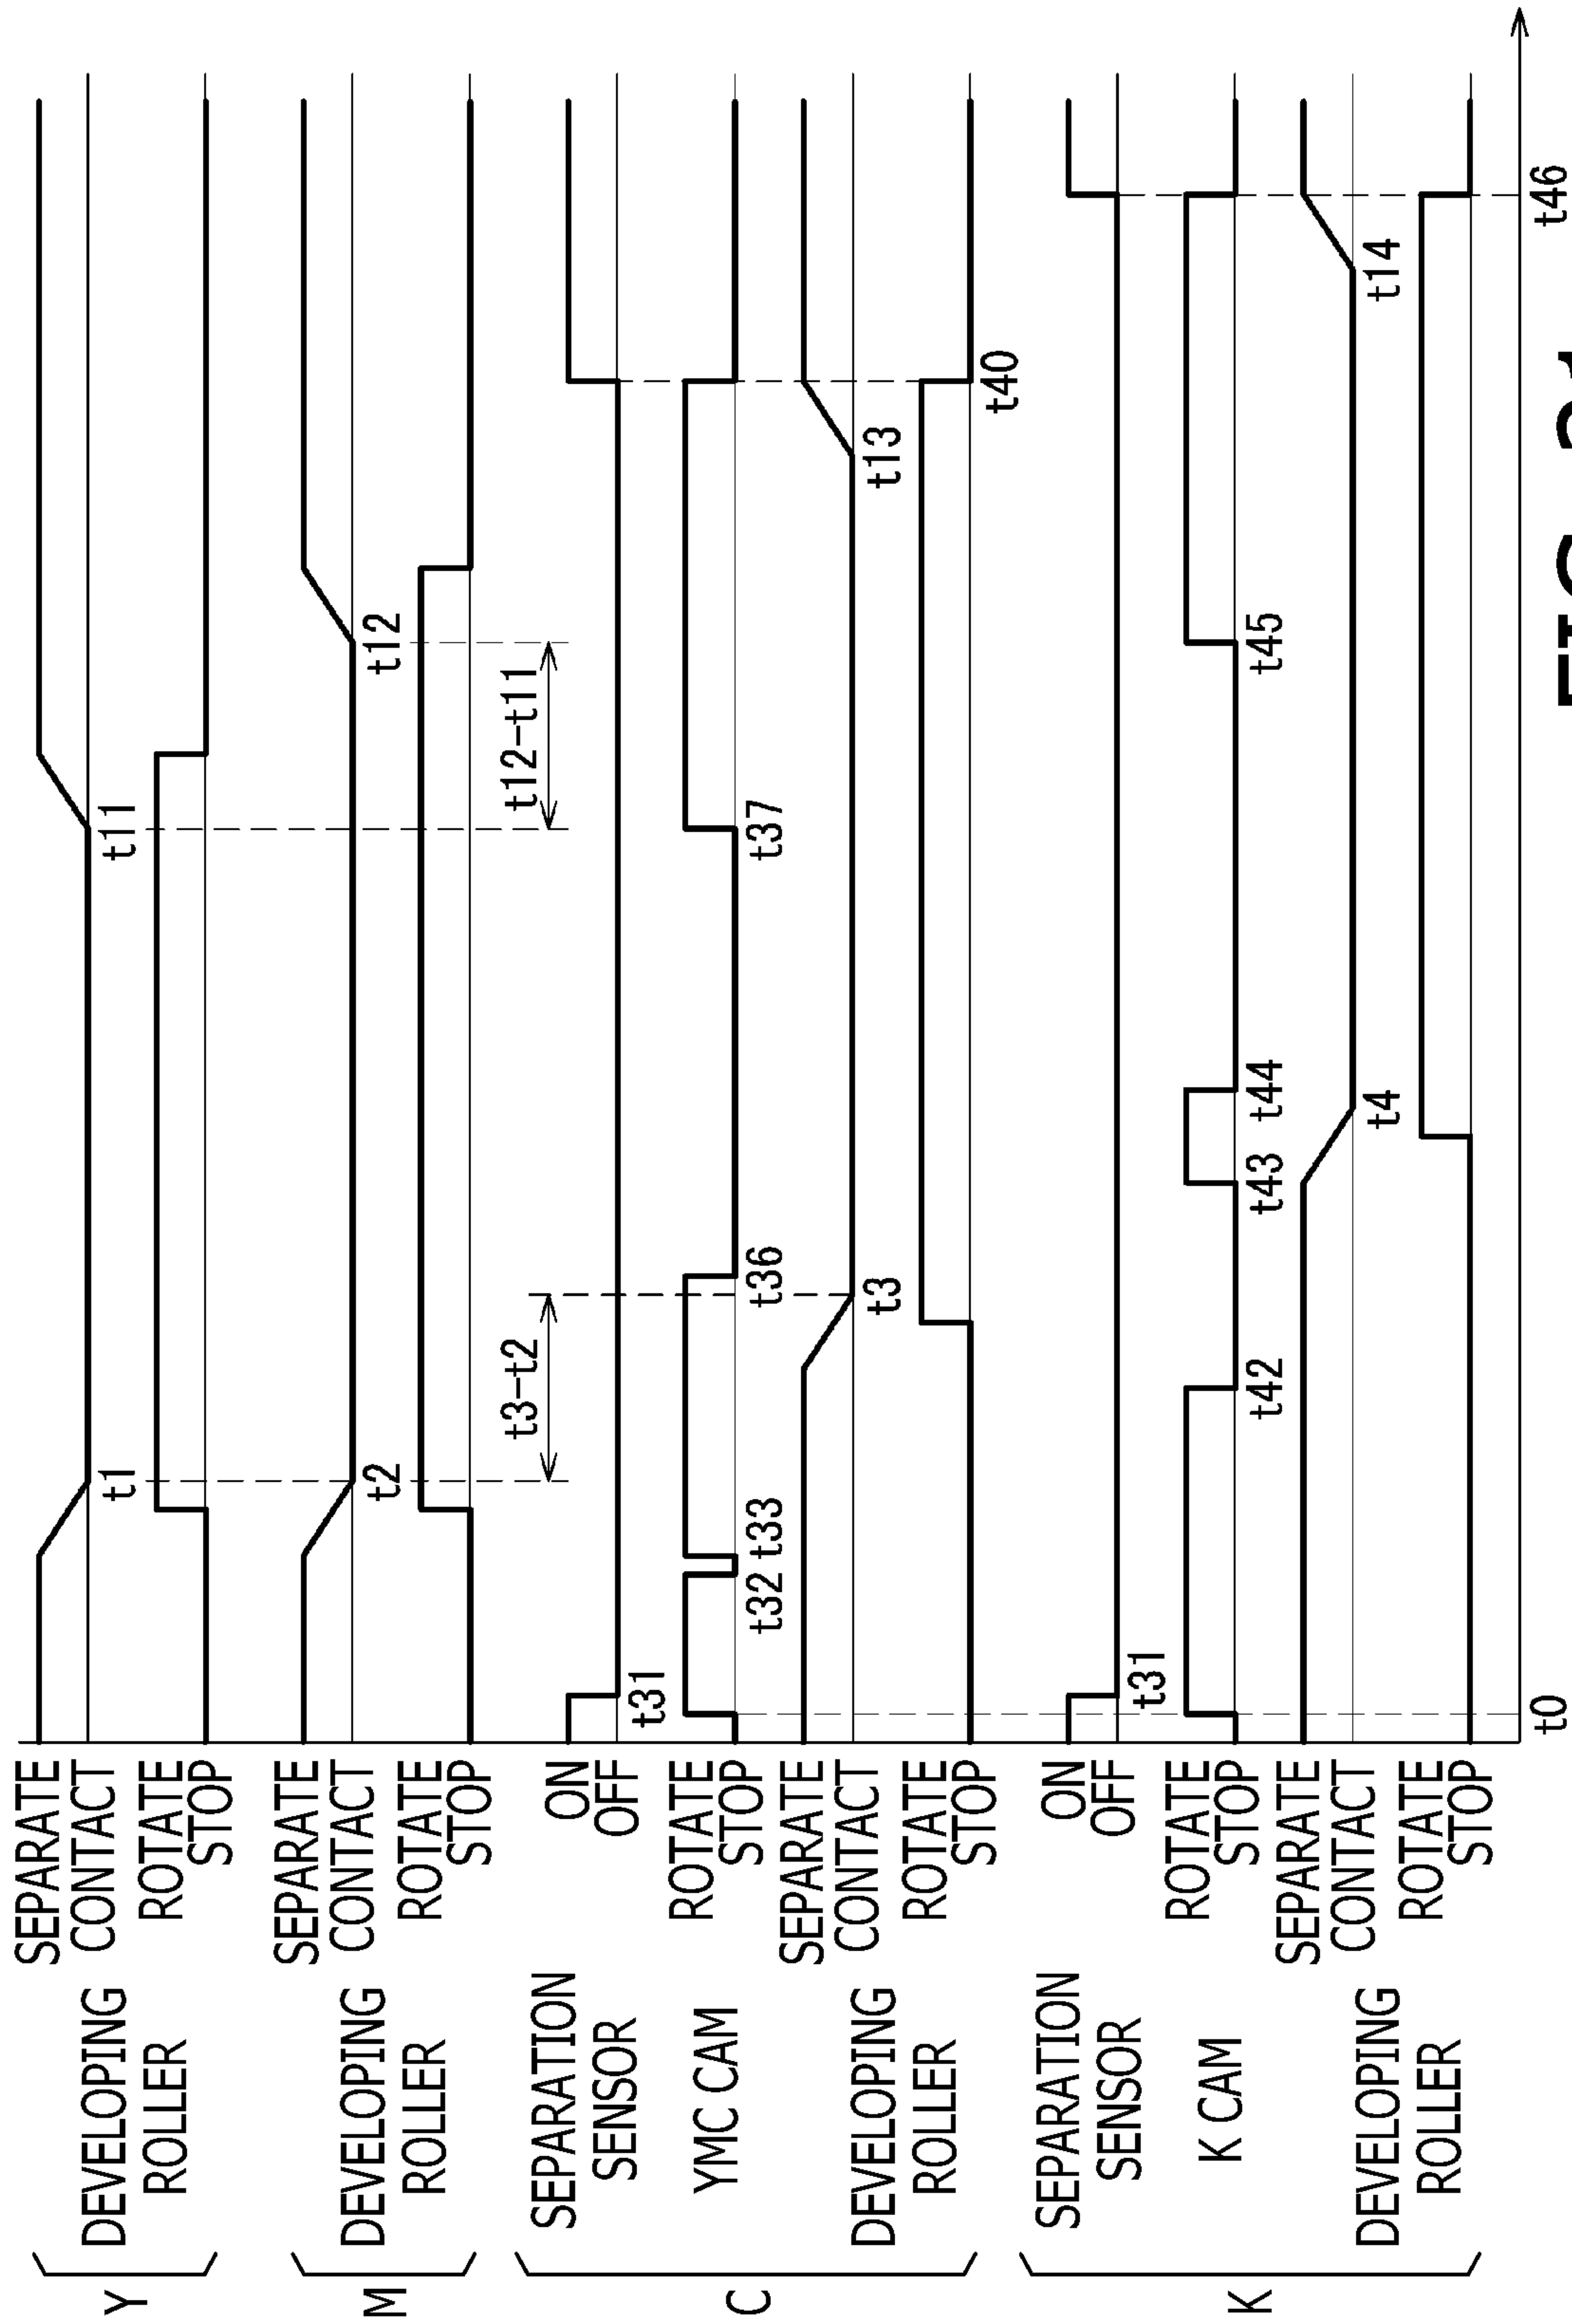 Y
DEVELOPING
ROLLER
SEPARATE
CONTACT
ROTATE
STOP
t1
t11
M
DEVELOPING
ROLLER
SEPARATE
CONTACT
ROTATE
STOP
t2
t12
t3-t2
t12-t11
C
SEPARATION
SENSOR
ON
OFF
t31
YMC CAM
ROTATE
STOP
t32
t33
t36
t37
DEVELOPING
ROLLER
SEPARATE
CONTACT
ROTATE
STOP
t3
t13
t40
K
SEPARATION
SENSOR
ON
OFF
t31
K CAM
ROTATE
STOP
t42
t43
t44
t45
DEVELOPING
ROLLER
SEPARATE
CONTACT
ROTATE
STOP
t4
t14
t0
t46